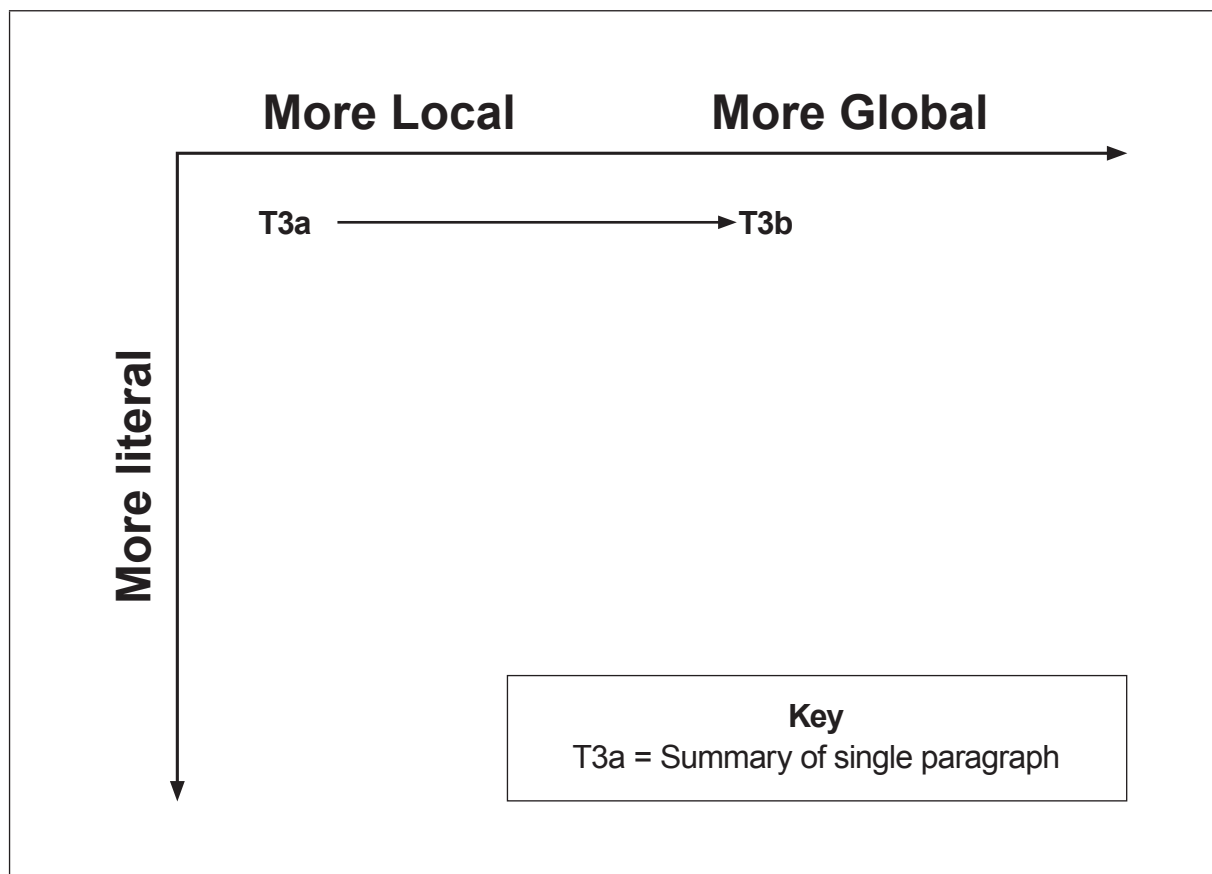 More Local More Global
T3a T3b
More literal
Key
T3a = Summary of single paragraph